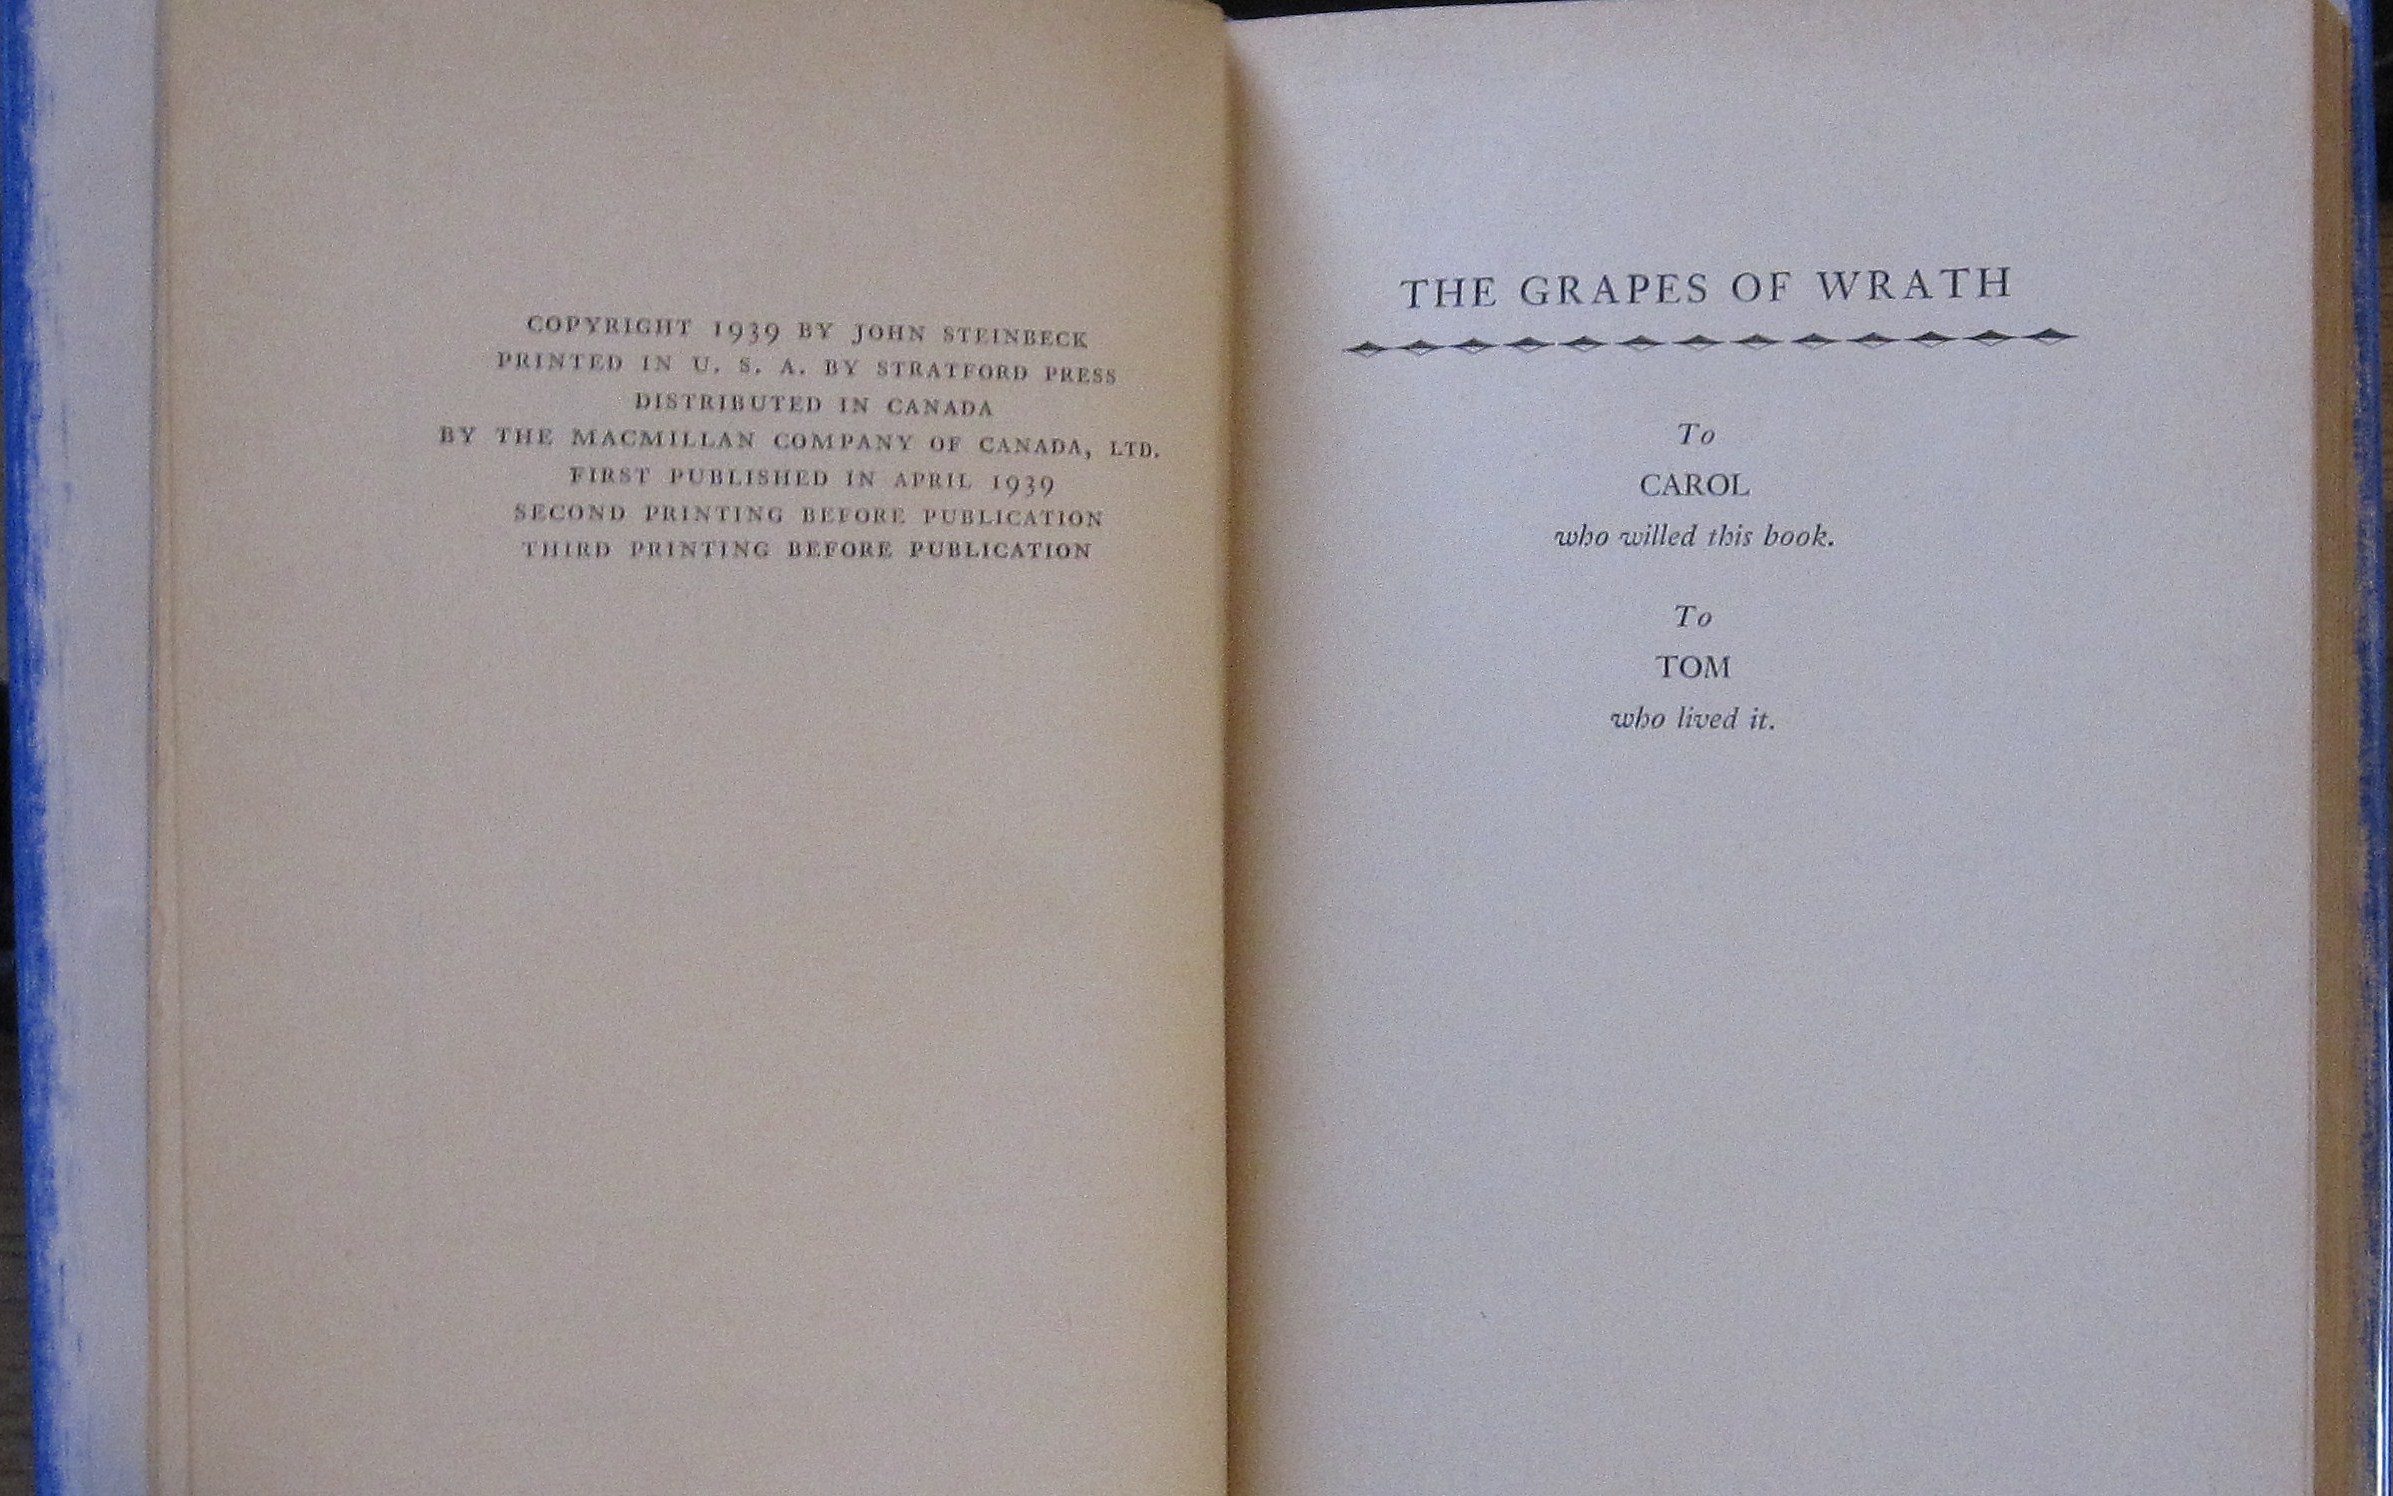 COPYRIGHT 1939 BY JOHN STEINBECK
PRINTED IN U. S. A. BY STRATFORD PRESS
DISTRIBUTED IN CANADA
BY THE MACMILLAN COMPANY OF CANADA, LTD.
FIRST PUBLISHED IN APRIL 1939
SECOND PRINTING BEFORE PUBLICATION
THIRD PRINTING BEFORE PUBLICATION
THE GRAPES OF WRATH
To
CAROL
who willed this book.
To
TOM
who lived it.